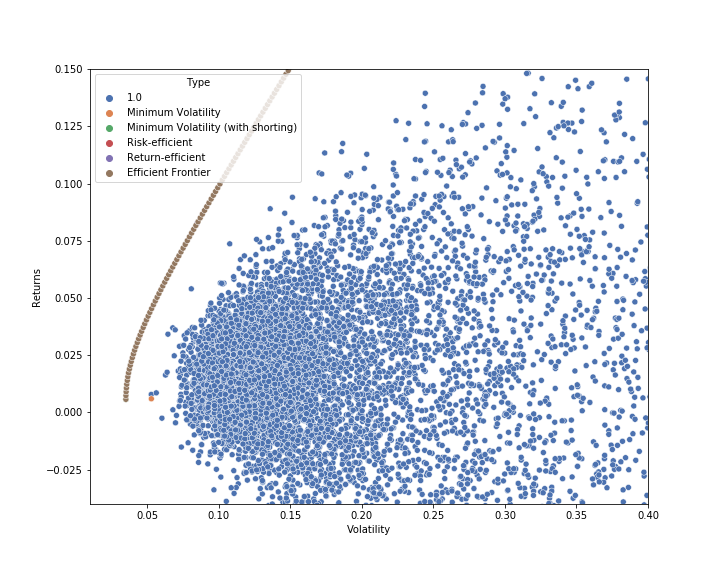 0.150
0.125
0.100
0.075
0.050
0.025
0.000
−0.025
Returns
Type
1.0
Minimum Volatility
Minimum Volatility (with shorting)
Risk-efficient
Return-efficient
Efficient Frontier
0.05 0.10 0.15 0.20 0.25 0.30 0.35 0.40
Volatility